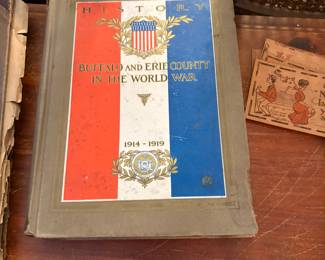 HISTORY
BUFFALO AND ERIE COUNTY
IN THE WORLD WAR
1914-1919